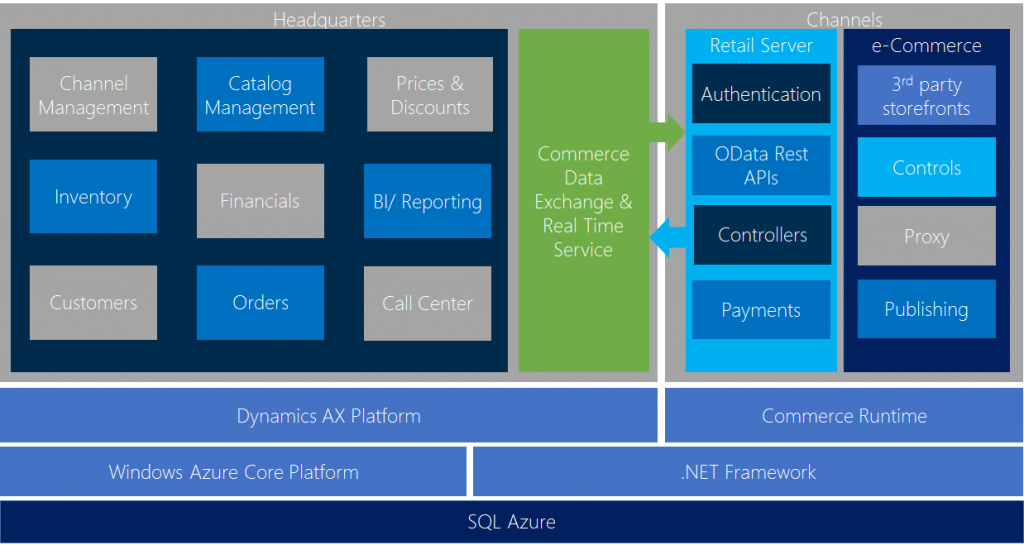 Headquarters
Channel
Management
Catalog
Management
Prices &
Discounts
Inventory
Financials
BI/ Reporting
Customers
Orders
Call Center
Commerce
Data
Exchange &
Real Time
Service
Channels
Retail Server
Authentication
OData Rest
APIs
Controllers
Payments
e-Commerce
3rd party
storefronts
Controls
Proxy
Publishing
Dynamics AX Platform
Commerce Runtime
Windows Azure Core Platform
.NET Framework
SQL Azure